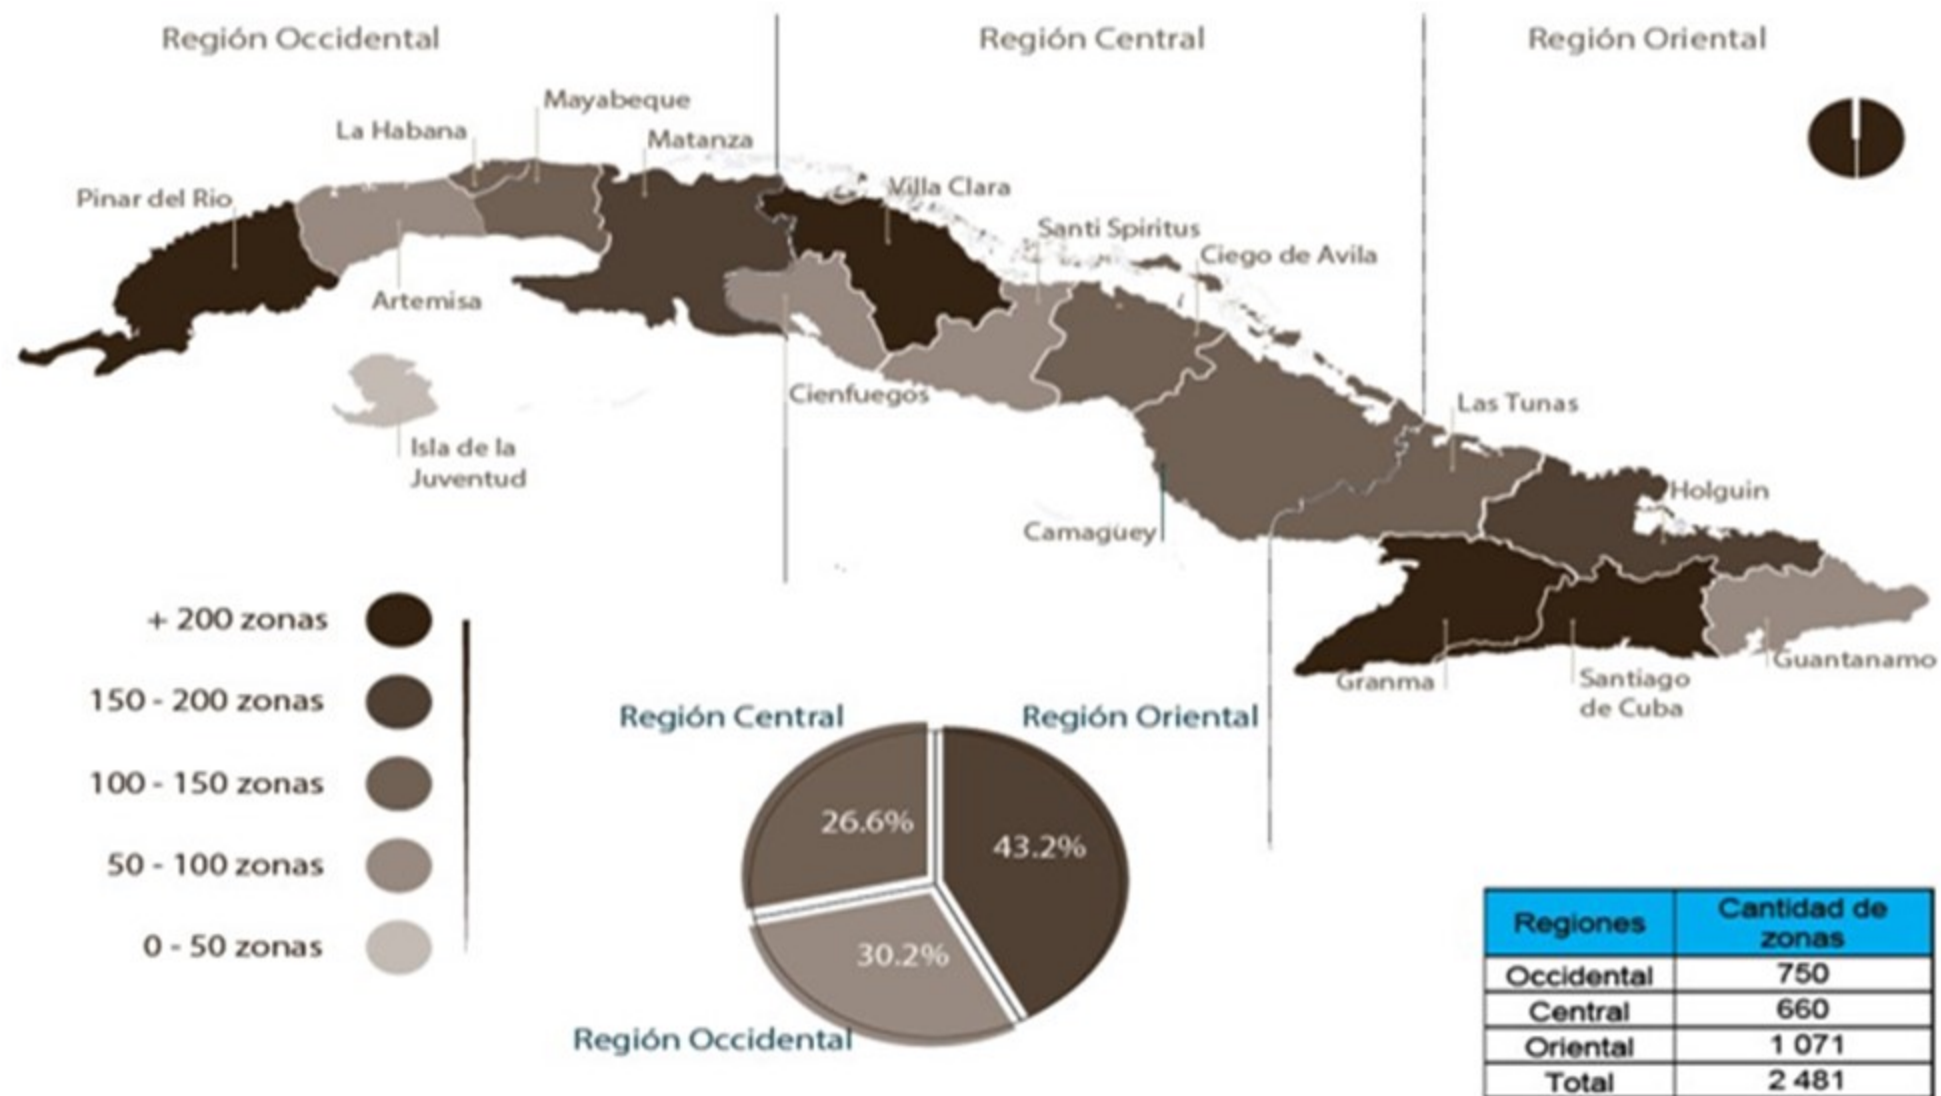 Región Occidental
Región Central
Región Oriental
Mayabeque
La Habana
Matanza
Pinar del Rio
Villa Clara
Santi Spiritus
Ciego de Avila
Artemisa
Cienfuegos
Las Tunas
Isla de la
Juventud
Holguin
Camagüey
+ 200 zonas
150 - 200 zonas
100 - 150 zonas
50 - 100 zonas
0 - 50 zonas
Granma
Santiago
de Cuba
Guantanamo
Región Central
Región Oriental
26.6%
43.2%
30.2%
Región Occidental
Regiones Cantidad de
zonas
Occidental 750
Central 660
Oriental 1 071
Total 2 481